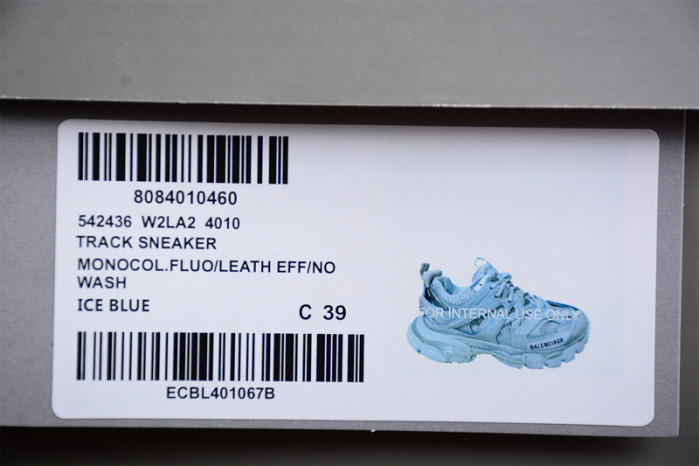 8084010460
542436 W2LA2 4010
TRACK SNEAKER
MONOCOL.FLUO/LEATH EFF/NO
WASH
ICE BLUE
C 39
FOR INTERNAL USE ONLY
BALENCIAGA
ECBL401067B